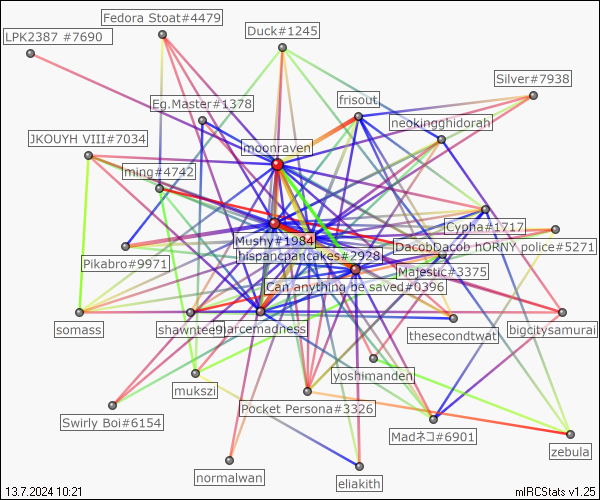 Fedora Stoat#4479
LPK2387 #7690
Duck#1245
Silver#7938
Eg.Master#1378
frisout
neokingghidorah
JKOUYH VIII#7034
moonraven
ming#4742
Cypha#1717
Mushy#1984
DacobDacob hORNY police#5271
hispancpancakes#2928
Pikabro#9971
Majestic#3375
Can anything be saved#0396
somass
shawntee
harcemadness
thesecondtwat
bigcitysamurai
yoshimanden
mukszi
Pocket Persona#3326
Swirly Boi#6154
Madネコ#6901
zebula
normalwan
eliakith
13.7.2024 10:21
mIRCStats v1.25